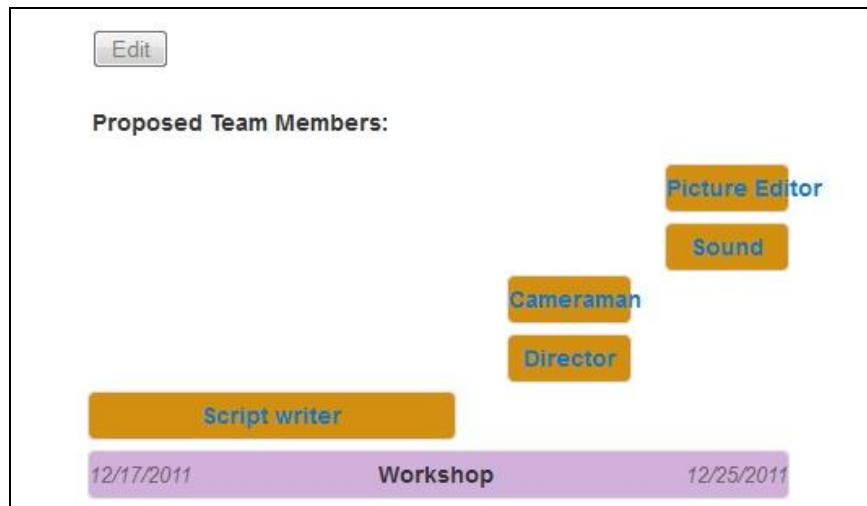 Edit
Proposed Team Members:
Picture Editor
Sound
Cameraman
Director
Script writer
12/17/2011 Workshop 12/25/2011